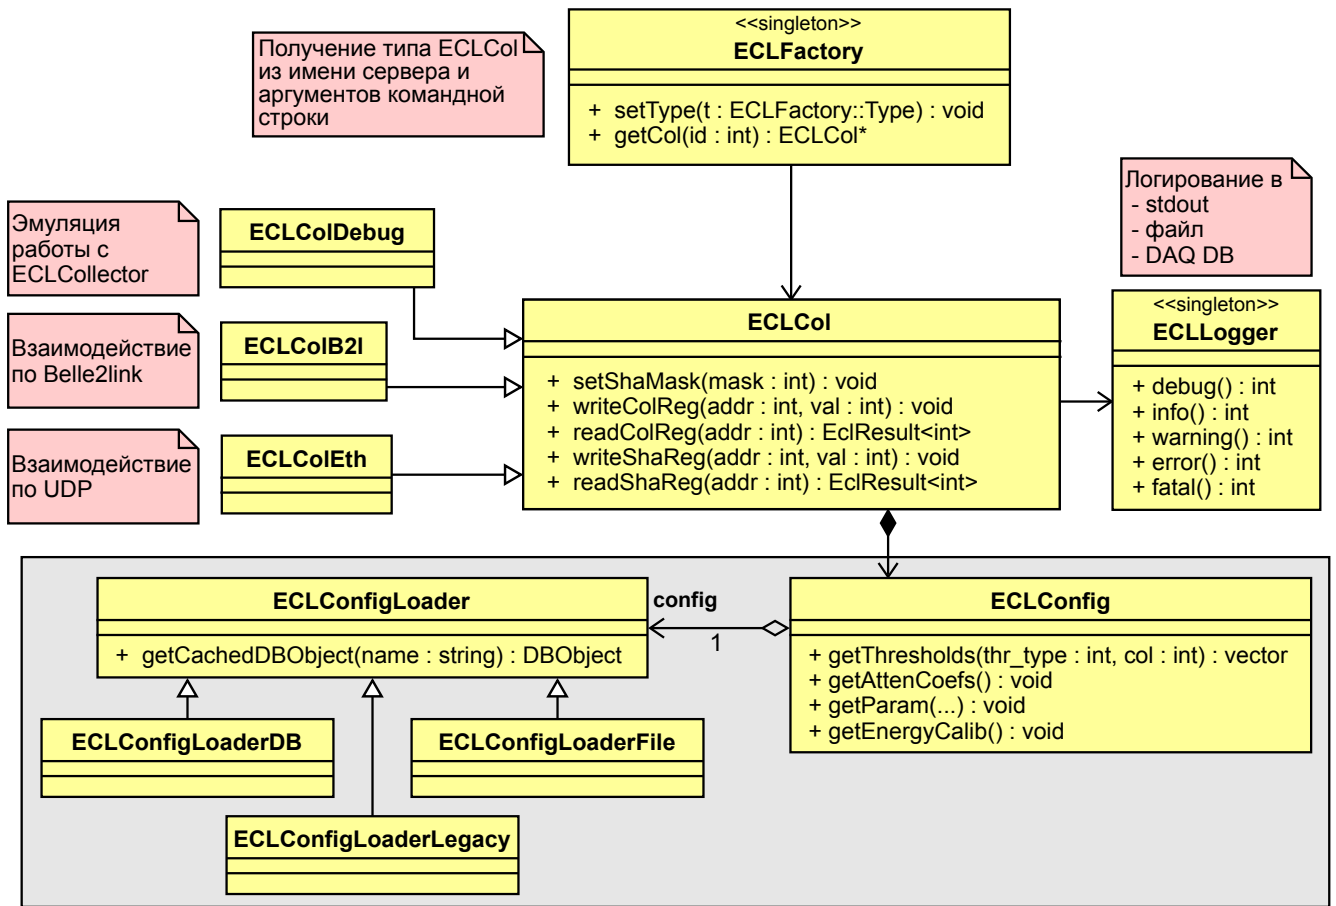 Получение типа ECLCol
из имени сервера и
аргументов командной
строки
<<singleton>>
ECLFactory
+ setType(t : ECLFactory::Type) : void
+ getCol(id : int) : ECLCol*
Логирование в
- stdout
- файл
- DAQ DB
Эмуляция
работы с
ECLCollector
ECLColDebug
Взаимодействие
по Belle2link
ECLColB2l
Взаимодействие
по UDP
ECLColEth
ECLCol
+ setShaMask(mask : int) : void
+ writeColReg(addr : int, val : int) : void
+ readColReg(addr : int) : EclResult<int>
+ writeShaReg(addr : int, val : int) : void
+ readShaReg(addr : int) : EclResult<int>
<<singleton>>
ECLLogger
+ debug() : int
+ info() : int
+ warning() : int
+ error() : int
+ fatal() : int
ECLConfigLoader
+ getCachedDBObject(name : string) : DBObject
config
1
ECLConfig
+ getThresholds(thr_type : int, col : int) : vector
+ getAttenCoefs() : void
+ getParam(...) : void
+ getEnergyCalib() : void
ECLConfigLoaderDB
ECLConfigLoaderFile
ECLConfigLoaderLegacy